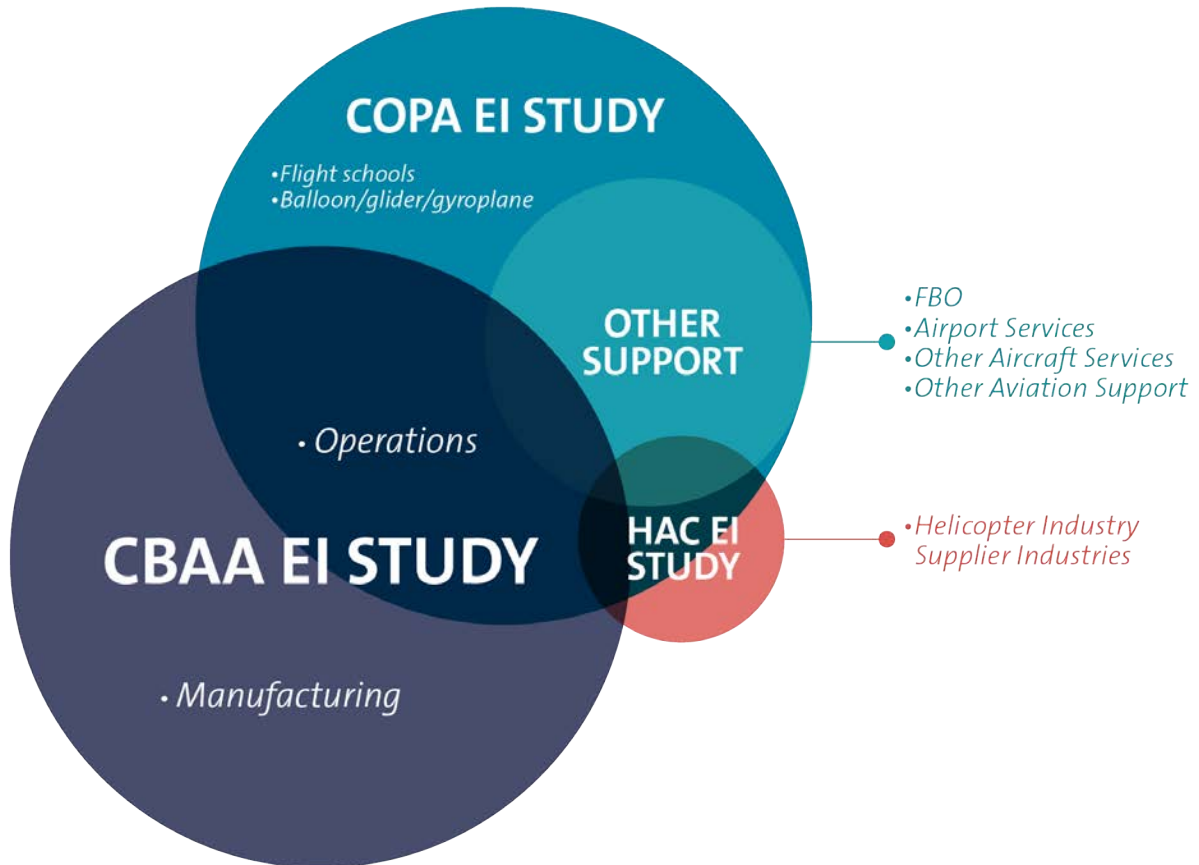 COPA EI STUDY
•Flight schools
•Balloon/glider/gyroplane
OTHER
SUPPORT
•FBO
•Airport Services
•Other Aircraft Services
•Other Aviation Support
• Operations
CBAA EI STUDY
HAC EI
STUDY
•Helicopter Industry
Supplier Industries
• Manufacturing